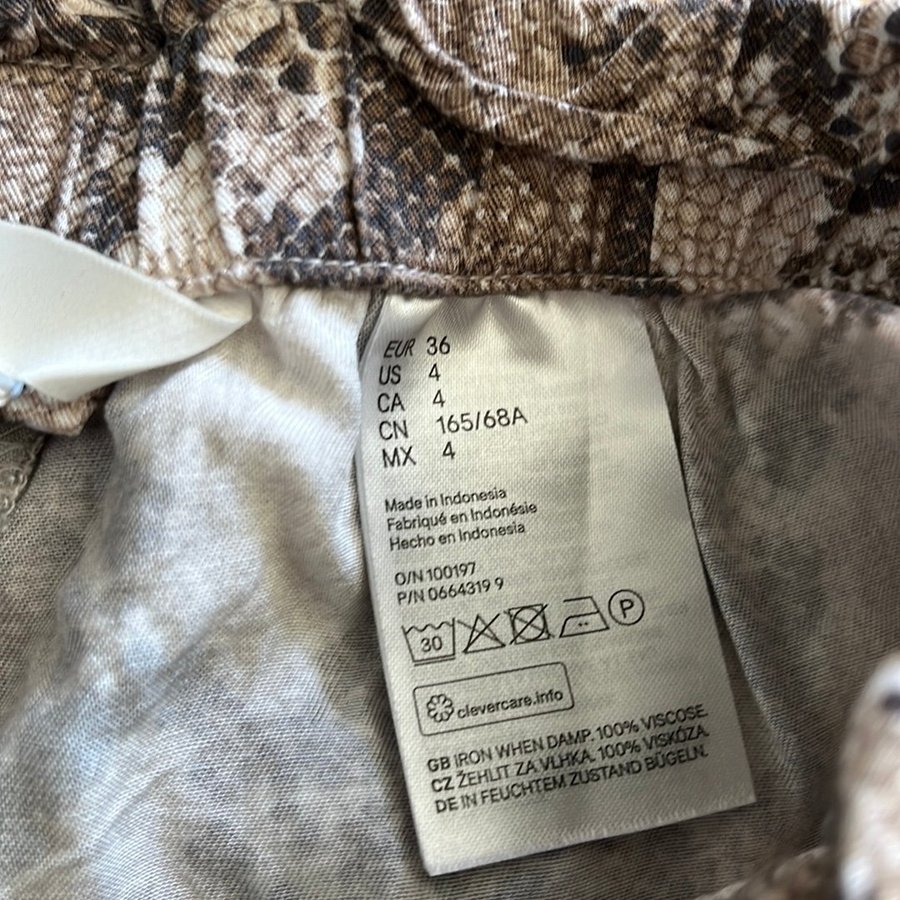 EUR 36
US 4
CA 4
CN 165/68A
MX 4
Made in Indonesia
Fabriqué en Indonésie
Hecho en Indonesia
O/N 100197
P/N 0664319 9
30 P
clevercare.info
GB IRON WHEN DAMP. 100% VISCOSE.
CZ ŽEHLIT ZA VLHKA. 100% VISKÓZA.
DE IN FEUCHTEM ZUSTAND BÜGELN.